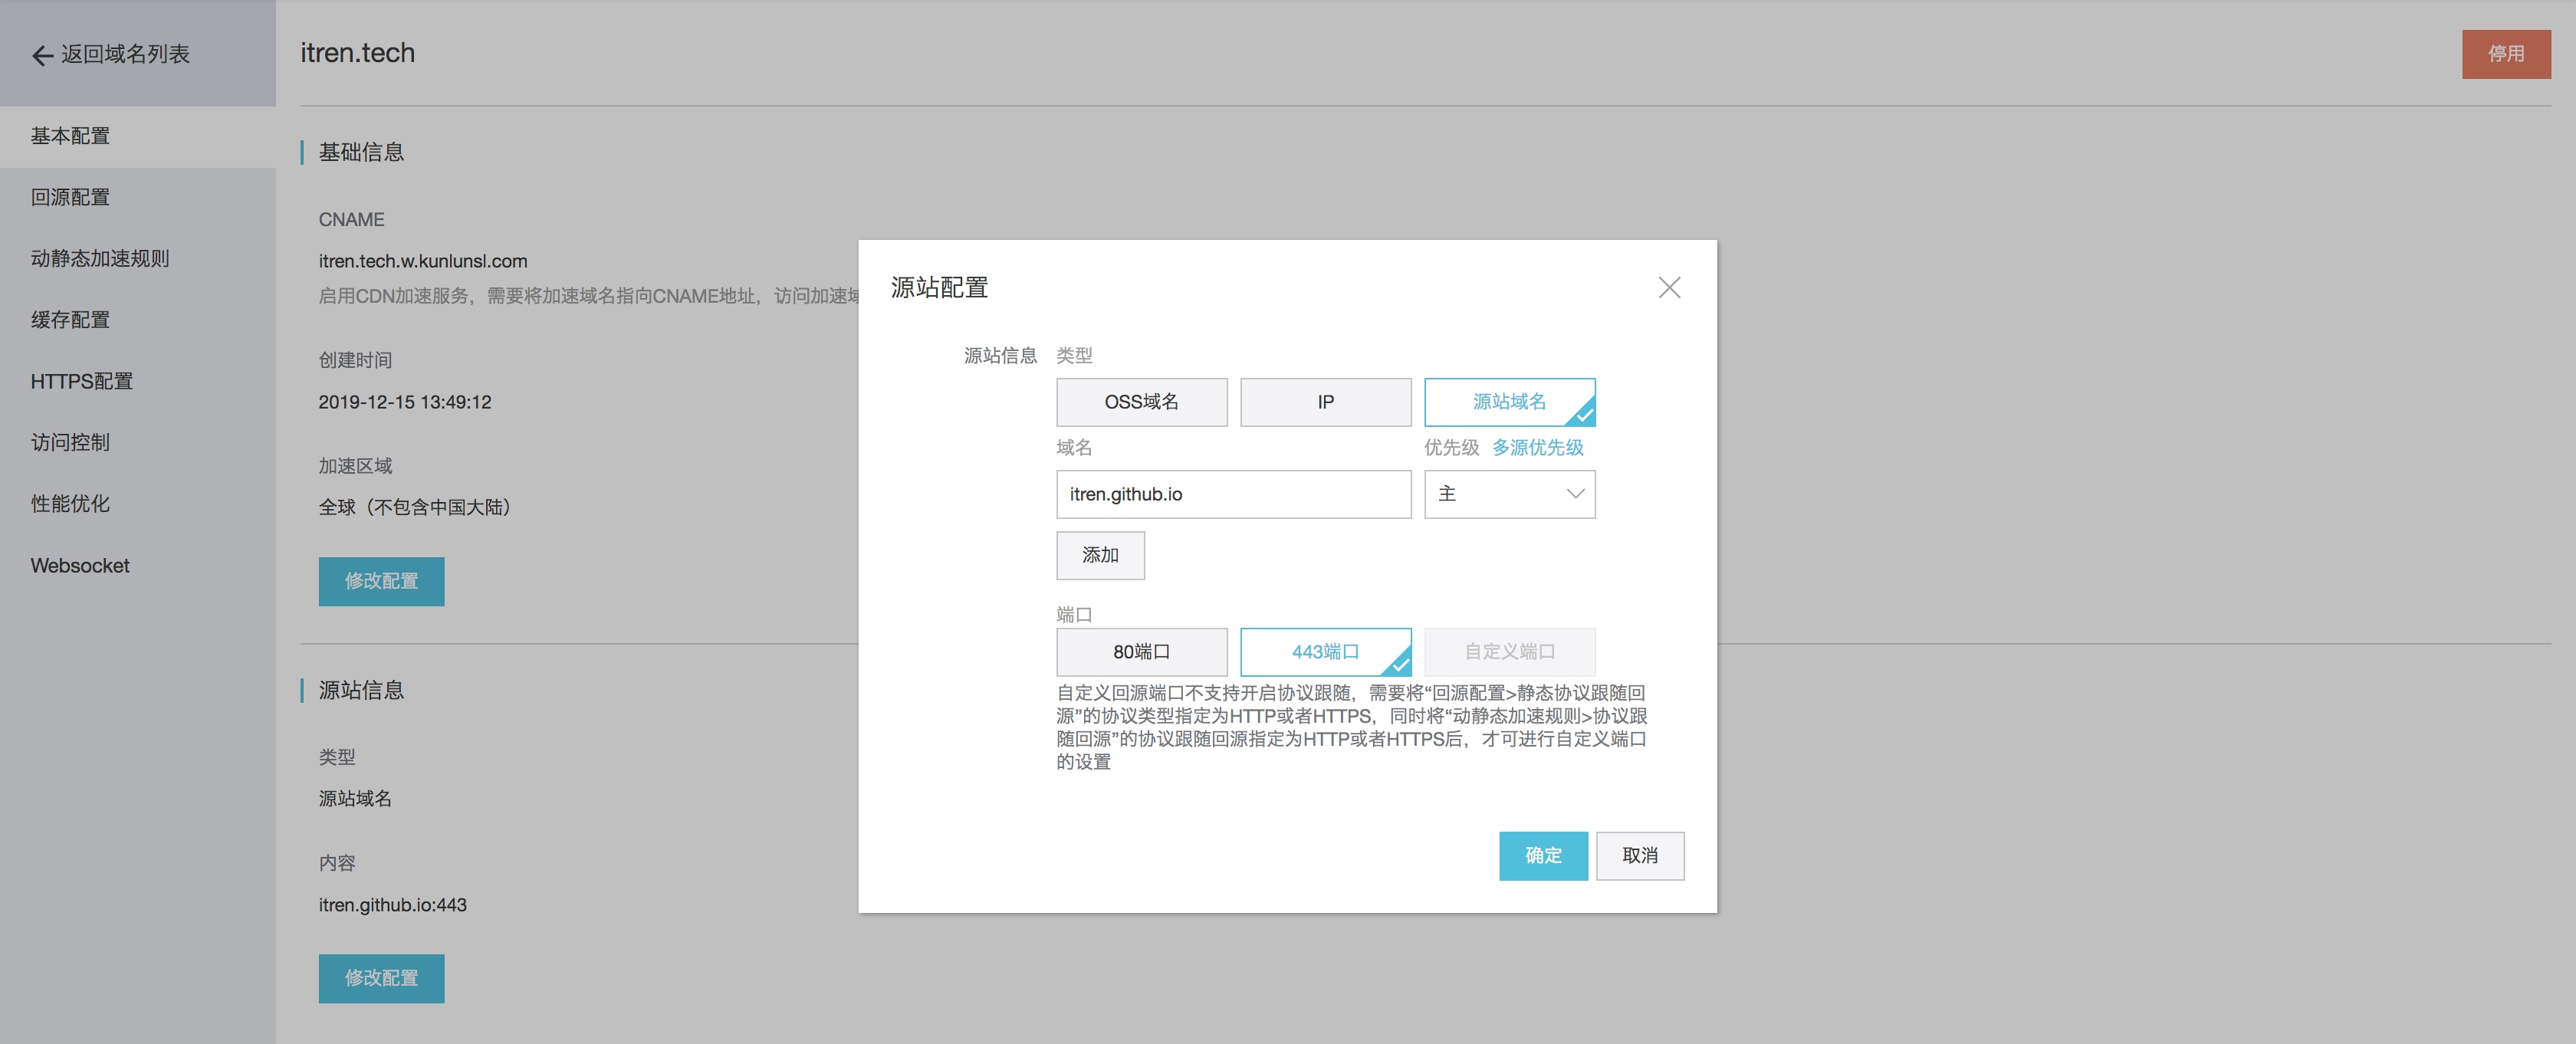 返回域名列表
itren.tech
停用
基本配置
回源配置
动静态加速规则
缓存配置
HTTPS配置
访问控制
性能优化
Websocket
基础信息
CNAME
itren.tech.w.kunlunsl.com
启用CDN加速服务，需要将加速域名指向CNAME地址，访问加速域
创建时间
2019-12-15 13:49:12
加速区域
全球（不包含中国大陆）
修改配置
源站信息
类型
源站域名
内容
itren.github.io:443
修改配置
源站配置
源站信息 类型
OSS域名 IP 源站域名
域名 优先级 多源优先级
itren.github.io 主
添加
端口
80端口 443端口 自定义端口
自定义回源端口不支持开启协议跟随，需要将“回源配置>静态协议跟随回
源”的协议类型指定为HTTP或者HTTPS，同时将“动静态加速规则>协议跟
随回源”的协议跟随回源指定为HTTP或者HTTPS后，才可进行自定义端口
的设置
确定 取消